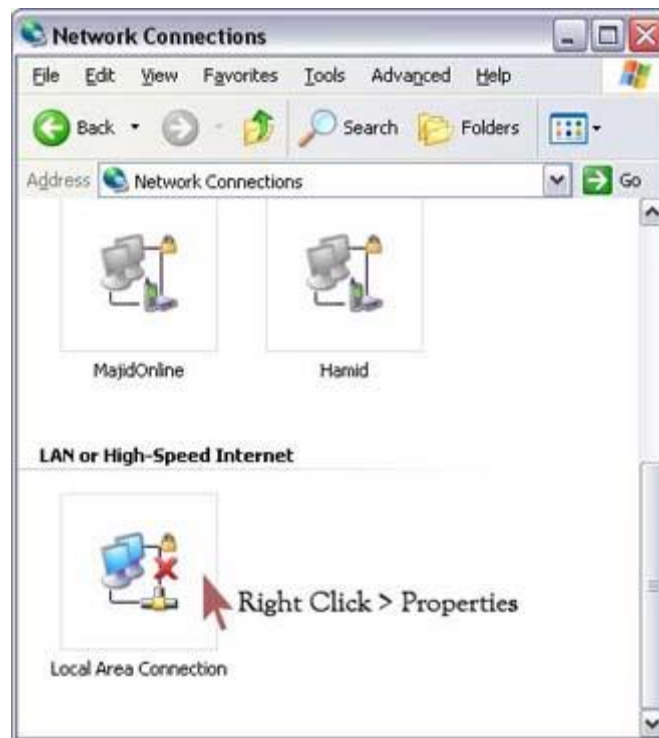 Network Connections
File Edit View Favorites Tools Advanced Help
Back Search Folders
Address Network Connections Go
MajidOnline Hamid
LAN or High-Speed Internet
Right Click > Properties
Local Area Connection